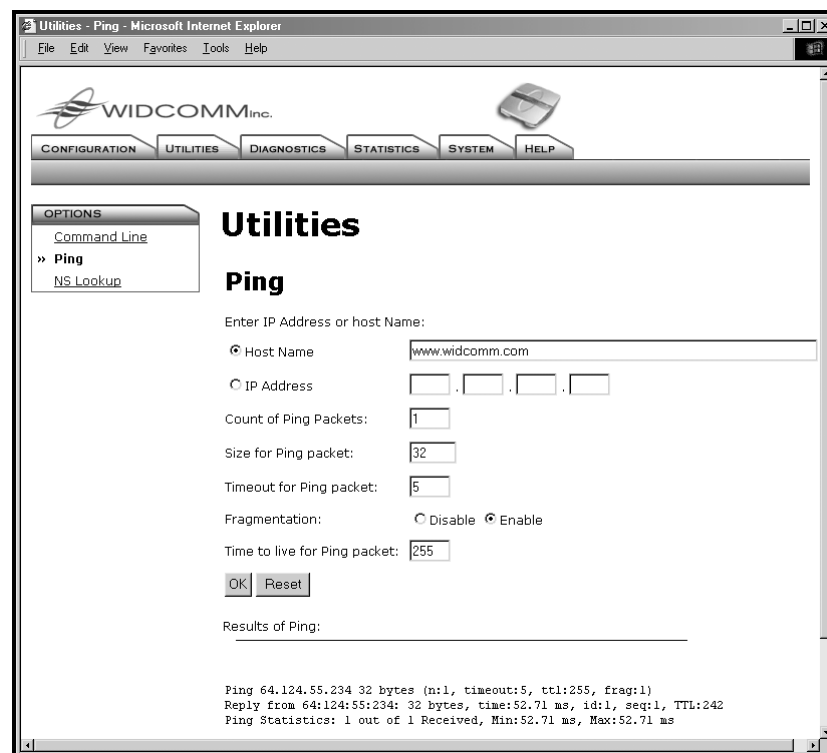 Utilities - Ping - Microsoft Internet Explorer
File Edit View Favorites Tools Help
WIDCOMM Inc.
CONFIGURATION UTILITIES DIAGNOSTICS STATISTICS SYSTEM HELP
OPTIONS
Command Line
» Ping
NS Lookup
Utilities
Ping
Enter IP Address or host Name:
Host Name www.widcomm.com
IP Address . . .
Count of Ping Packets: 1
Size for Ping packet: 32
Timeout for Ping packet: 5
Fragmentation: Disable Enable
Time to live for Ping packet: 255
OK Reset
Results of Ping:
Ping 64.124.55.234 32 bytes (n:1, timeout:5, ttl:255, frag:1)
Reply from 64:124:55:234: 32 bytes, time:52.71 ms, id:1, seq:1, TTL:242
Ping Statistics: 1 out of 1 Received, Min:52.71 ms, Max:52.71 ms